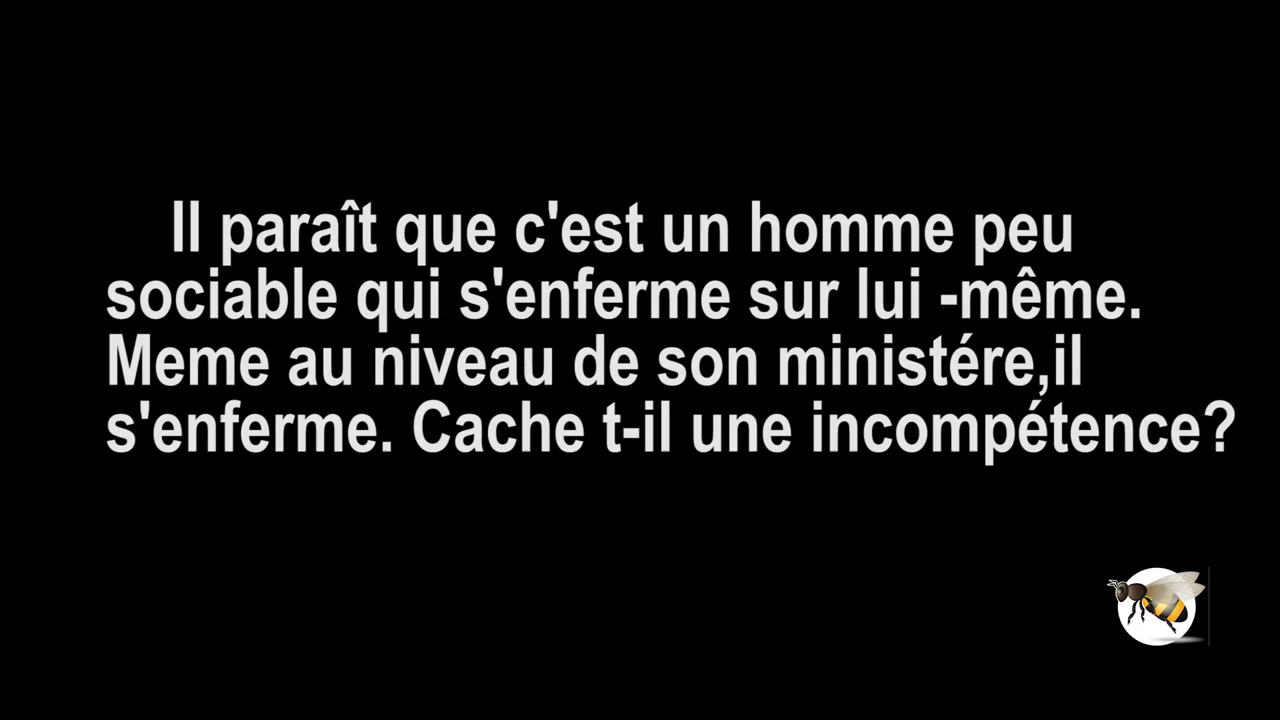 Il paraît que c'est un homme peu
sociable qui s'enferme sur lui -même.
Meme au niveau de son ministére,il
s'enferme. Cache t-il une incompétence?